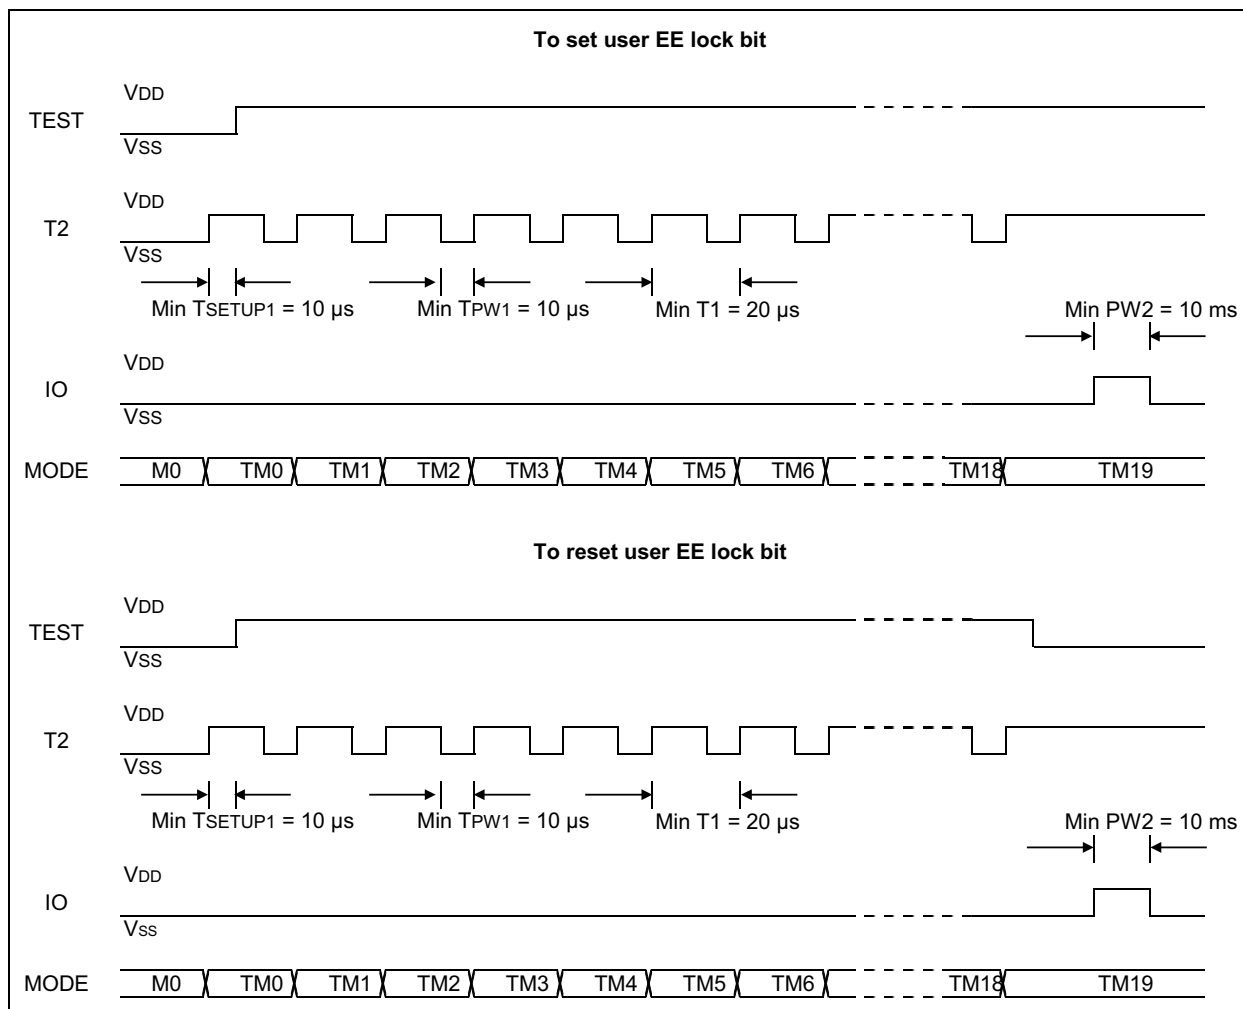 To set user EE lock bit
VDD
TEST
VSS
VDD
T2
VSS
Min TSETUP1 = 10 µs Min TPW1 = 10 µs Min T1 = 20 µs Min PW2 = 10 ms
VDD
IO
VSS
MODE M0 TM0 TM1 TM2 TM3 TM4 TM5 TM6 TM18 TM19
To reset user EE lock bit
VDD
TEST
VSS
VDD
T2
VSS
Min TSETUP1 = 10 µs Min TPW1 = 10 µs Min T1 = 20 µs Min PW2 = 10 ms
VDD
IO
VSS
MODE M0 TM0 TM1 TM2 TM3 TM4 TM5 TM6 TM18 TM19